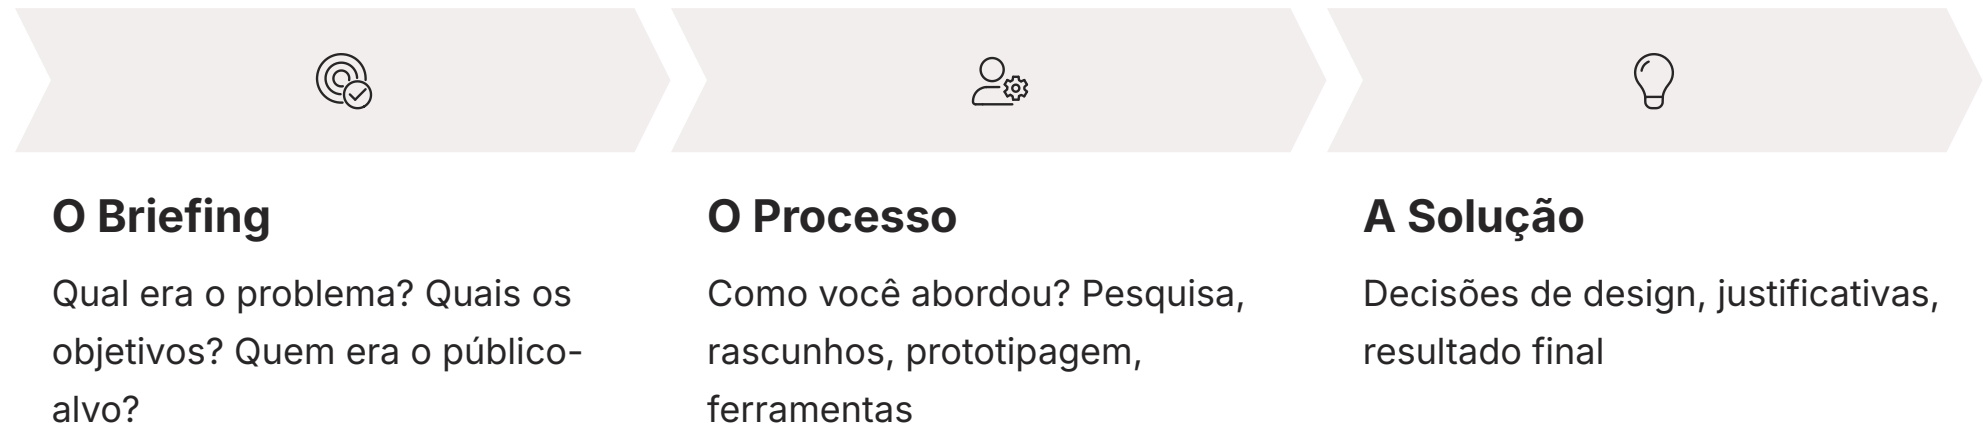 O Briefing
Qual era o problema? Quais os
objetivos? Quem era o público-
alvo?
O Processo
Como você abordou? Pesquisa,
rascunhos, prototipagem,
ferramentas
A Solução
Decisões de design, justificativas,
resultado final